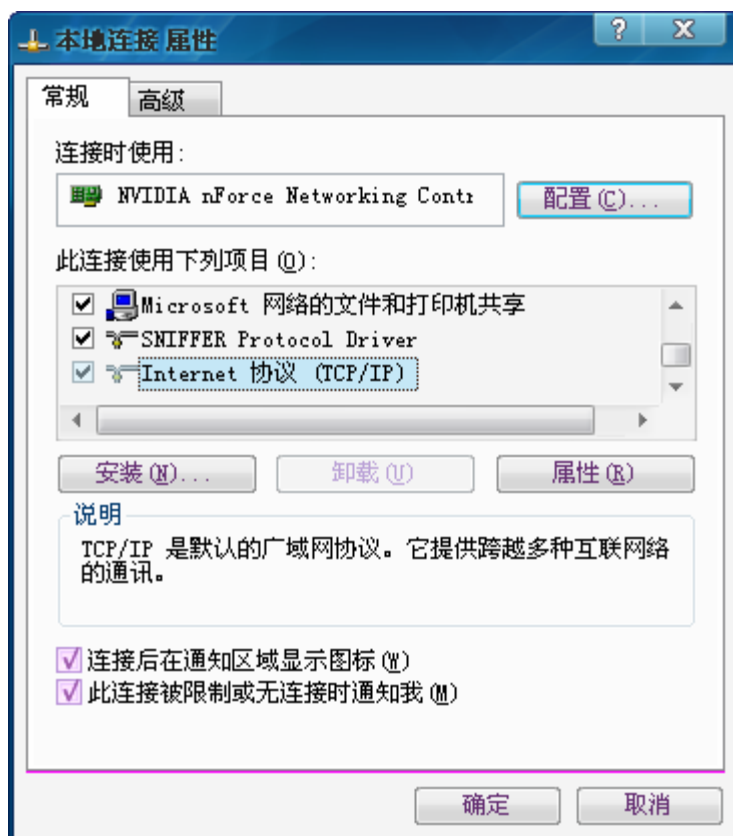 本地连接 属性
?
X
常规
高级
连接时使用:
NVIDIA nForce Networking Contr
配置(C)...
此连接使用下列项目(O):
Microsoft 网络的文件和打印机共享
SNIFFER Protocol Driver
Internet 协议 (TCP/IP)
安装(N)...
卸载(U)
属性(R)
说明
TCP/IP 是默认的广域网协议。它提供跨越多种互联网络
的通讯。
连接后在通知区域显示图标(W)
此连接被限制或无连接时通知我(M)
确定
取消